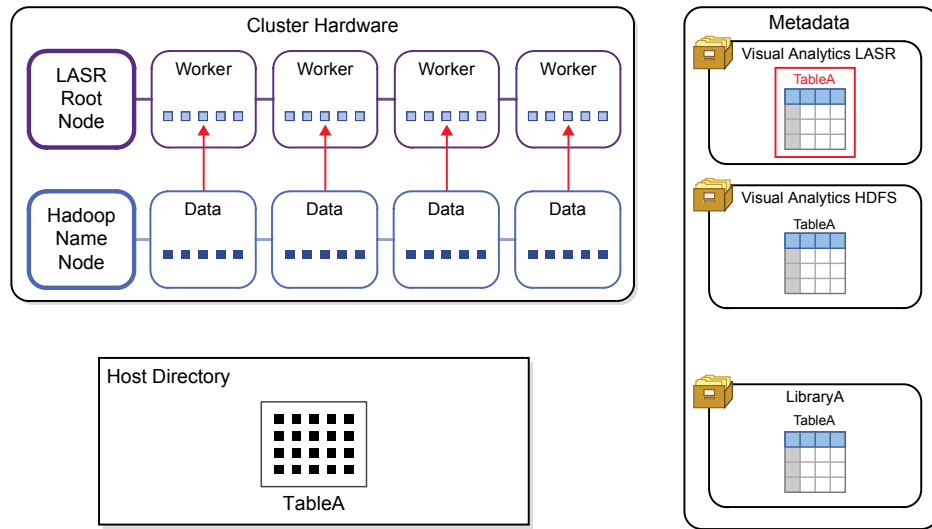 Cluster Hardware
LASR
Root
Node
Worker
Worker
Worker
Worker
Hadoop
Name
Node
Data
Data
Data
Data
Host Directory
TableA
Metadata
Visual Analytics LASR
TableA
Visual Analytics HDFS
TableA
LibraryA
TableA